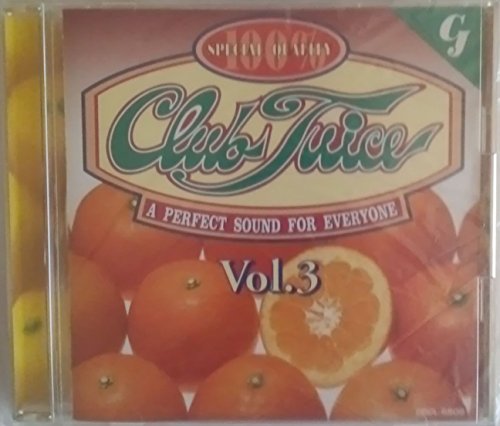 100%
SPECIAL QUALITY
CJ
Club Juice
A PERFECT SOUND FOR EVERYONE
Vol.3